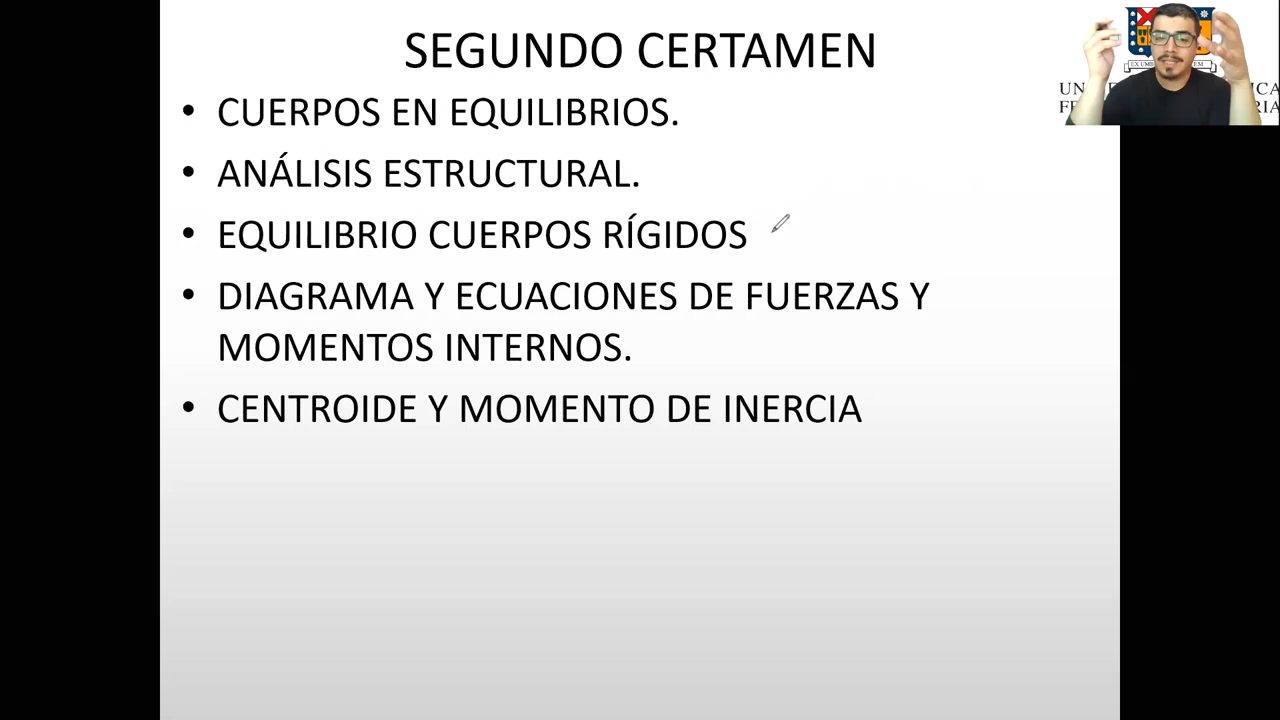 SEGUNDO CERTAMEN
• CUERPOS EN EQUILIBRIOS.
• ANÁLISIS ESTRUCTURAL.
• EQUILIBRIO CUERPOS RÍGIDOS
• DIAGRAMA Y ECUACIONES DE FUERZAS Y
MOMENTOS INTERNOS.
• CENTROIDE Y MOMENTO DE INERCIA